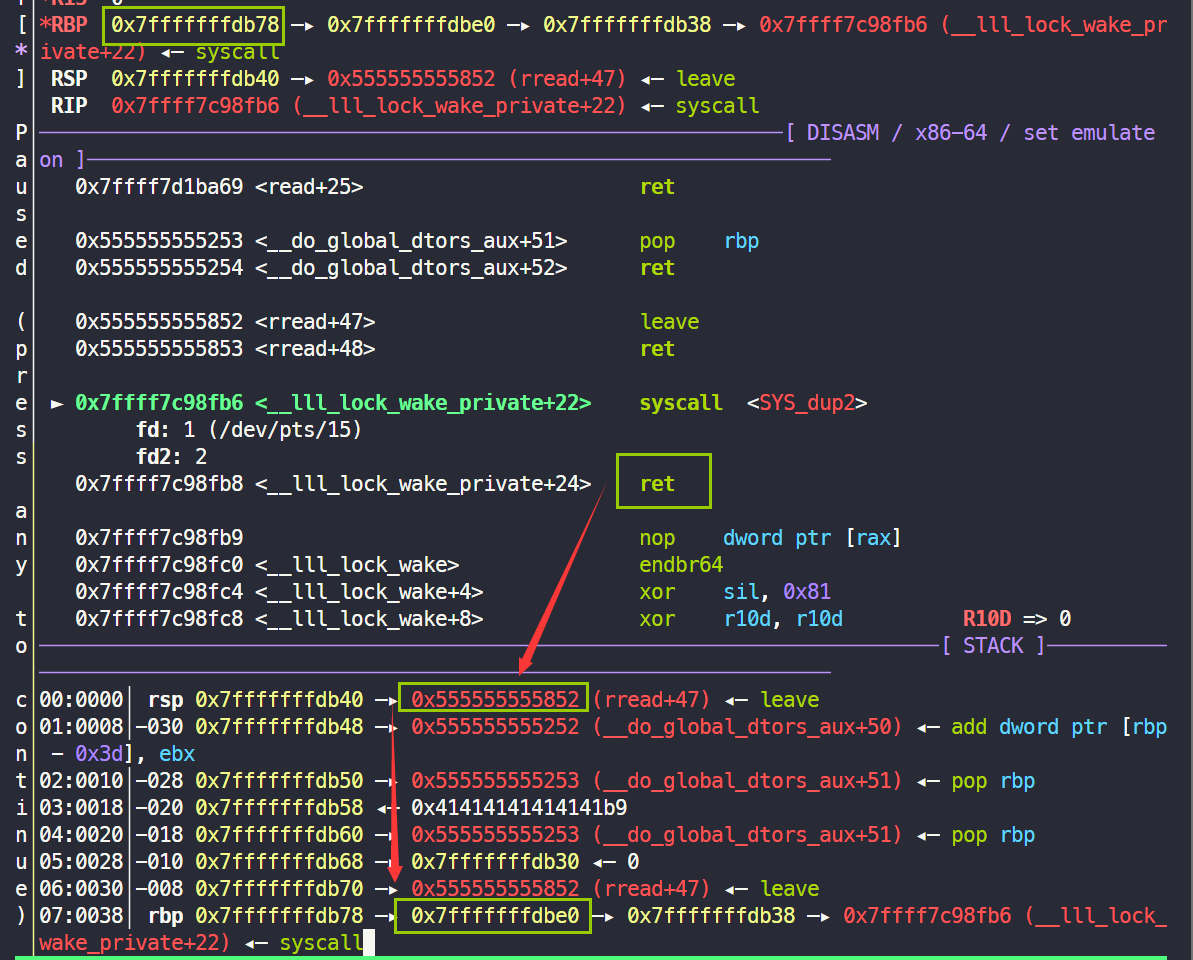 [ *RBP 0x7fffffffdb78 —▸ 0x7fffffffdbe0 —▸ 0x7fffffffdb38 —▸ 0x7ffff7c98fb6 (__lll_lock_wake_pr
* ivate+22) ◂— syscall
] RSP 0x7fffffffdb40 —▸ 0x555555555852 (rread+47) ◂— leave
RIP 0x7ffff7c98fb6 (__lll_lock_wake_private+22) ◂— syscall
P ─[ DISASM / x86-64 / set emulate
a on ]─
u 0x7ffff7d1ba69 <read+25> ret
s
e 0x555555555253 <__do_global_dtors_aux+51> pop rbp
d 0x555555555254 <__do_global_dtors_aux+52> ret
( 0x555555555852 <rread+47> leave
p 0x555555555853 <rread+48> ret
r
e ► 0x7ffff7c98fb6 <__lll_lock_wake_private+22> syscall <SYS_dup2>
s fd: 1 (/dev/pts/15)
s fd2: 2
0x7ffff7c98fb8 <__lll_lock_wake_private+24> ret
a
n 0x7ffff7c98fb9 nop dword ptr [rax]
y 0x7ffff7c98fc0 <__lll_lock_wake> endbr64
0x7ffff7c98fc4 <__lll_lock_wake+4> xor sil, 0x81
t 0x7ffff7c98fc8 <__lll_lock_wake+8> xor r10d, r10d R10D => 0
o ─[ STACK ]─
c 00:0000│ rsp 0x7fffffffdb40 —▸ 0x555555555852 (rread+47) ◂— leave
o 01:0008│-030 0x7fffffffdb48 —▸ 0x555555555252 (__do_global_dtors_aux+50) ◂— add dword ptr [rbp
n - 0x3d], ebx
t 02:0010│-028 0x7fffffffdb50 —▸ 0x555555555253 (__do_global_dtors_aux+51) ◂— pop rbp
i 03:0018│-020 0x7fffffffdb58 ◂— 0x41414141414141b9
n 04:0020│-018 0x7fffffffdb60 —▸ 0x555555555253 (__do_global_dtors_aux+51) ◂— pop rbp
u 05:0028│-010 0x7fffffffdb68 —▸ 0x7fffffffdb30 ◂— 0
e 06:0030│-008 0x7fffffffdb70 —▸ 0x555555555852 (rread+47) ◂— leave
) 07:0038│ rbp 0x7fffffffdb78 —▸ 0x7fffffffdbe0 —▸ 0x7fffffffdb38 —▸ 0x7ffff7c98fb6 (__lll_lock_
wake_private+22) ◂— syscall